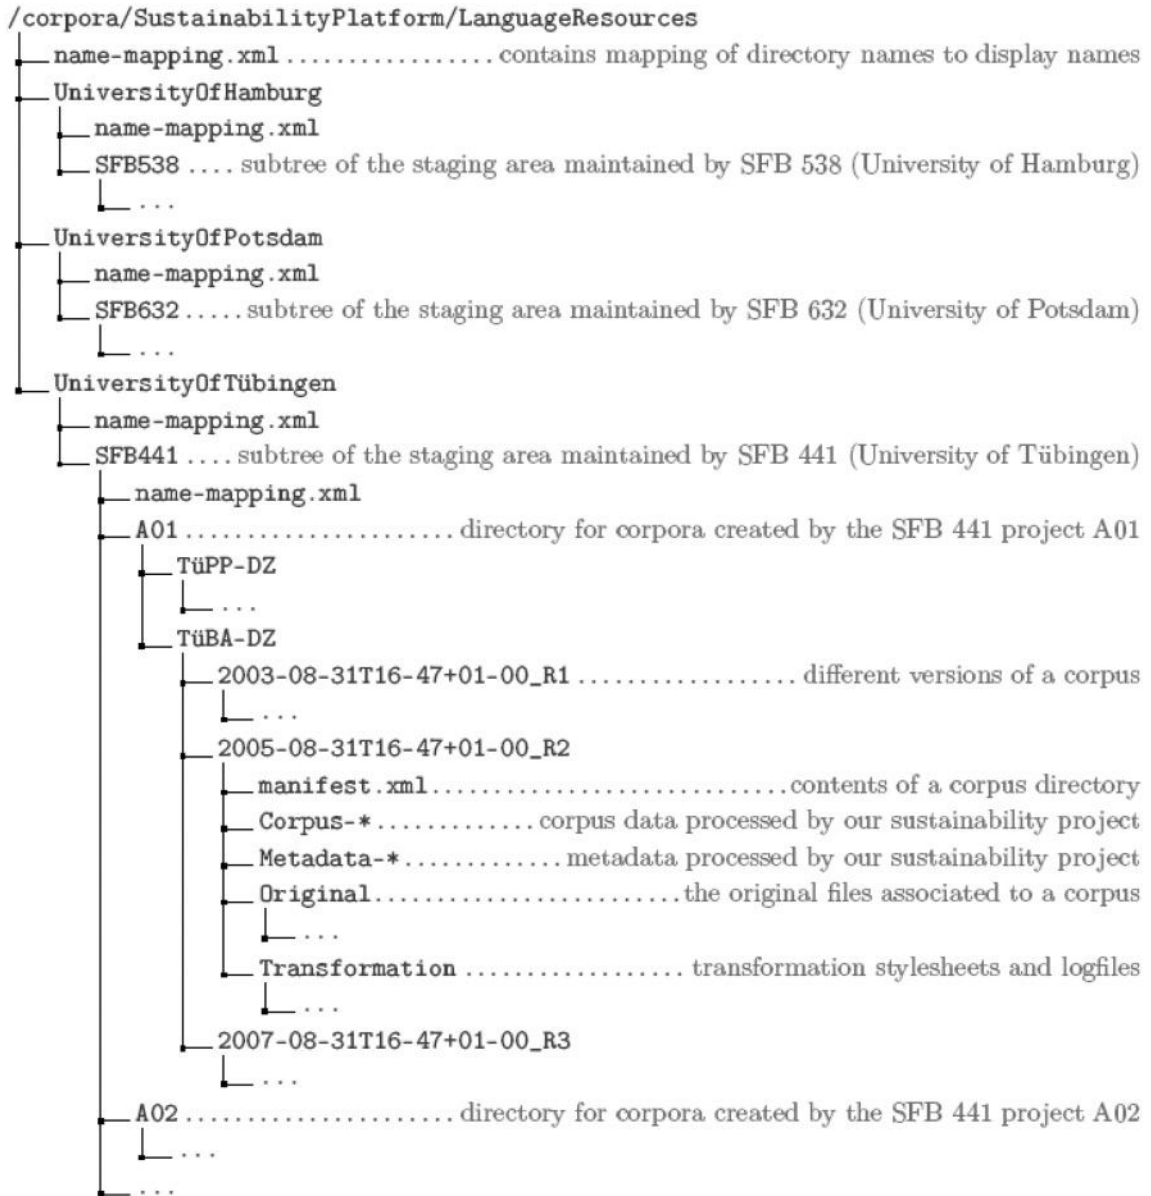 /corpora/SustainabilityPlatform/LanguageResources
name-mapping.xml ................. contains mapping of directory names to display names
UniversityOfHamburg
name-mapping.xml
SFB538 .... subtree of the staging area maintained by SFB 538 (University of Hamburg)
...
UniversityOfPotsdam
name-mapping.xml
SFB632 ..... subtree of the staging area maintained by SFB 632 (University of Potsdam)
...
UniversityOfTübingen
name-mapping.xml
SFB441 .... subtree of the staging area maintained by SFB 441 (University of Tübingen)
name-mapping.xml
A01 ...................... directory for corpora created by the SFB 441 project A01
TüPP-DZ
...
TüBA-DZ
2003-08-31T16-47+01-00_R1 .................. different versions of a corpus
...
2005-08-31T16-47+01-00_R2
manifest.xml ............................. contents of a corpus directory
Corpus-* ............. corpus data processed by our sustainability project
Metadata-* ............. metadata processed by our sustainability project
Original ......................... the original files associated to a corpus
...
Transformation .................. transformation stylesheets and logfiles
...
2007-08-31T16-47+01-00_R3
...
A02 ...................... directory for corpora created by the SFB 441 project A02
...
...